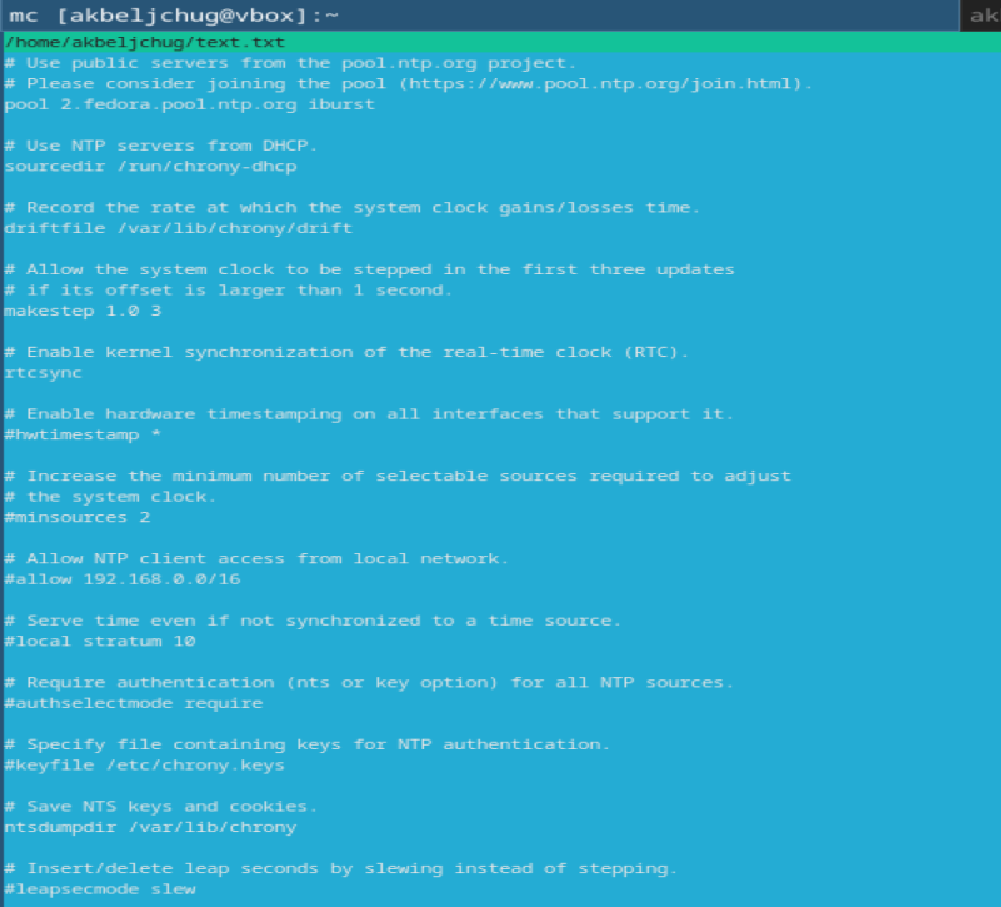 mc [akbeljchug@vbox]:~
ak
/home/akbeljchug/text.txt
# Use public servers from the pool.ntp.org project.
# Please consider joining the pool (https://www.pool.ntp.org/join.html).
pool 2.fedora.pool.ntp.org iburst

# Use NTP servers from DHCP.
sourcedir /run/chrony-dhcp

# Record the rate at which the system clock gains/losses time.
driftfile /var/lib/chrony/drift

# Allow the system clock to be stepped in the first three updates
# if its offset is larger than 1 second.
makestep 1.0 3

# Enable kernel synchronization of the real-time clock (RTC).
rtcsync

# Enable hardware timestamping on all interfaces that support it.
#hwtimestamp *

# Increase the minimum number of selectable sources required to adjust
# the system clock.
#minsources 2

# Allow NTP client access from local network.
#allow 192.168.0.0/16

# Serve time even if not synchronized to a time source.
#local stratum 10

# Require authentication (nts or key option) for all NTP sources.
#authselectmode require

# Specify file containing keys for NTP authentication.
#keyfile /etc/chrony.keys

# Save NTS keys and cookies.
ntsdumpdir /var/lib/chrony

# Insert/delete leap seconds by slewing instead of stepping.
#leapsecmode slew